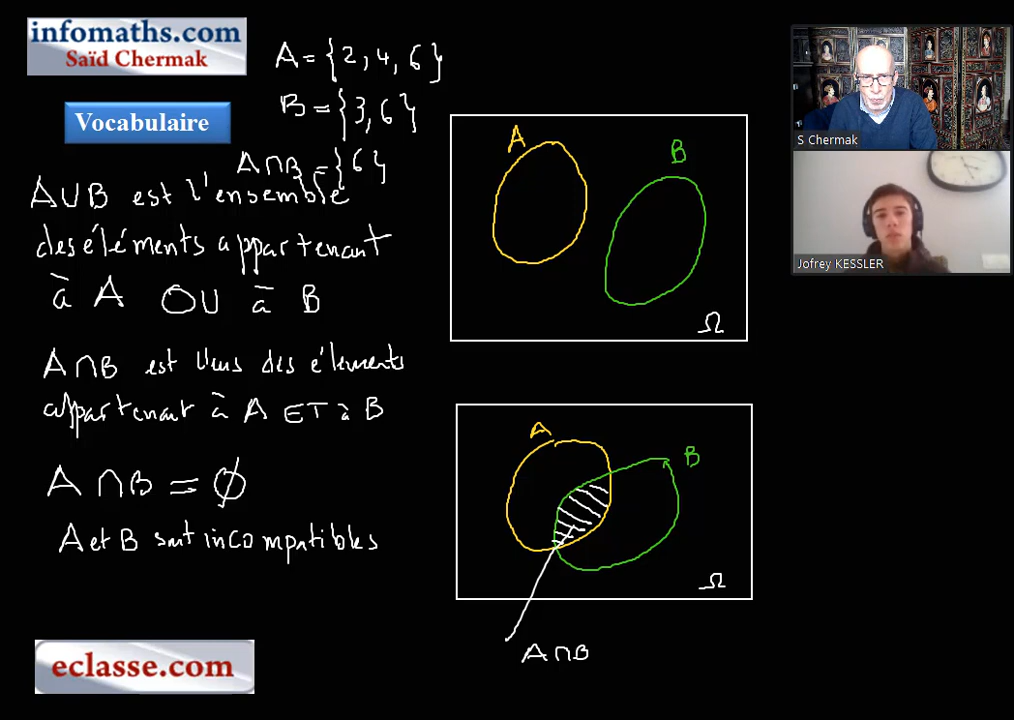 infomaths.com
Saïd Chermak
Vocabulaire
A = {2, 4, 6}
B = {3, 6}
A∩B = {6}
A∪B est l'ensemble
des éléments appartenant
à A OU à B
A∩B est l'ens des éléments
appartenant à A ET à B
A∩B = ∅
A et B sont incompatibles
eclasse.com
A
B
Ω
A
B
Ω
A∩B
S Chermak
Jofrey KESSLER